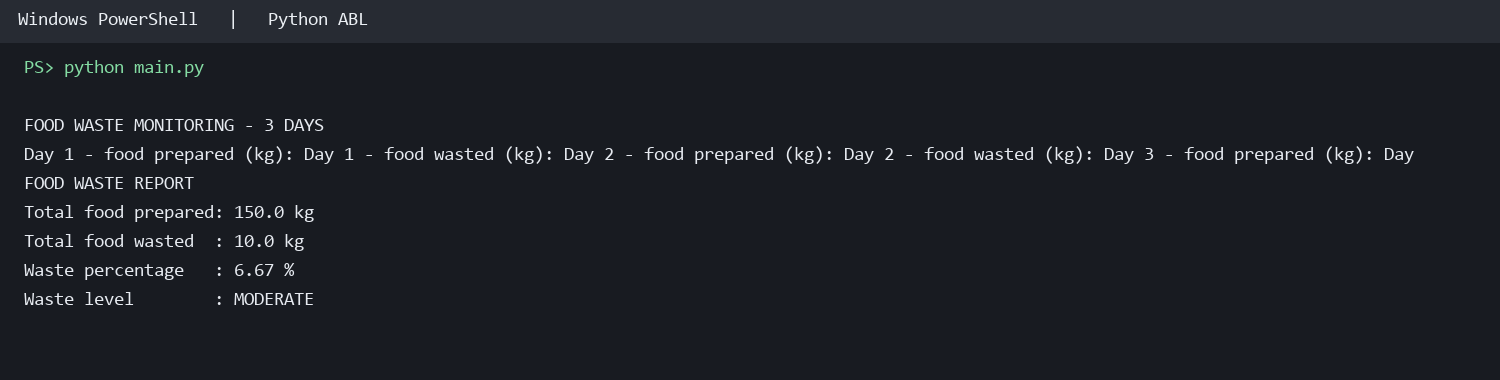 Windows PowerShell | Python ABL
PS> python main.py
FOOD WASTE MONITORING - 3 DAYS
Day 1 - food prepared (kg): Day 1 - food wasted (kg): Day 2 - food prepared (kg): Day 2 - food wasted (kg): Day 3 - food prepared (kg): Day
FOOD WASTE REPORT
Total food prepared: 150.0 kg
Total food wasted  : 10.0 kg
Waste percentage   : 6.67 %
Waste level        : MODERATE